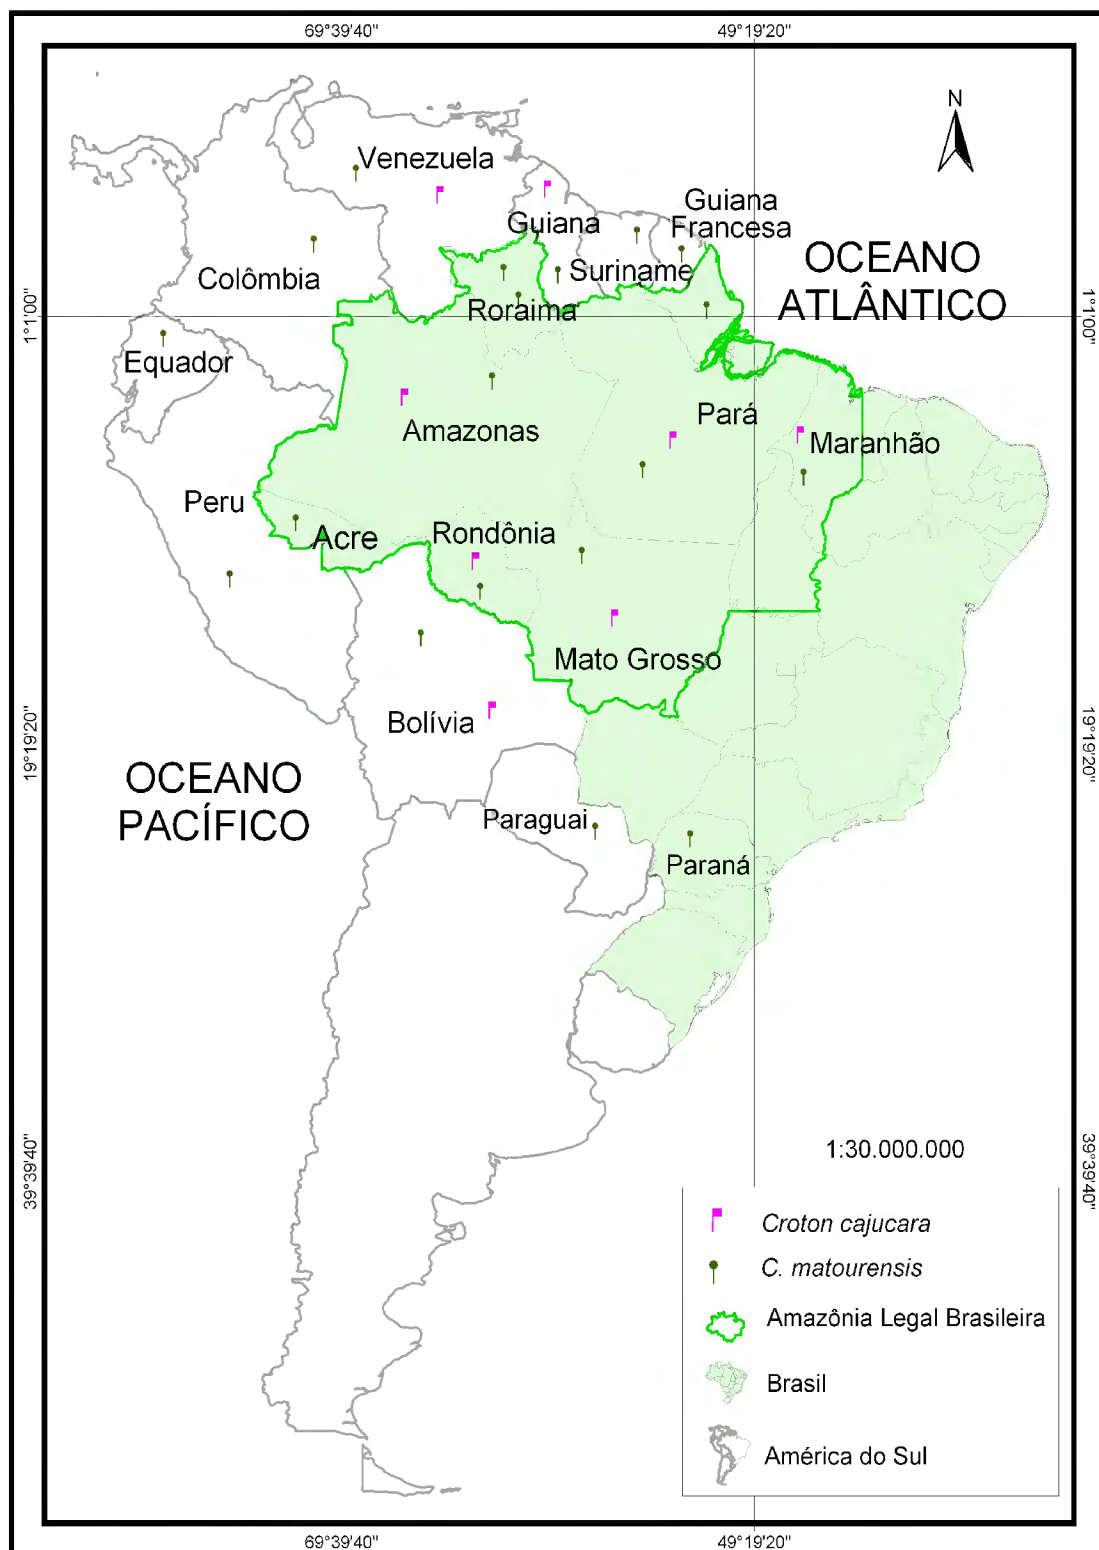 69°39'40"
49°19'20"
N
Venezuela
Guiana
Francesa
Guiana
OCEANO
ATLÂNTICO
Colômbia
Suriname
Roraima
1°1'00"
1°1'00"
Equador
Pará
Amazonas
Maranhão
Peru
Acre
Rondônia
Mato Grosso
Bolívia
19°19'20"
19°19'20"
OCEANO
PACÍFICO
Paraguai
Paraná
39°39'40"
39°39'40"
1:30.000.000
Croton cajucara
C. matourensis
Amazônia Legal Brasileira
Brasil
América do Sul
69°39'40"
49°19'20"